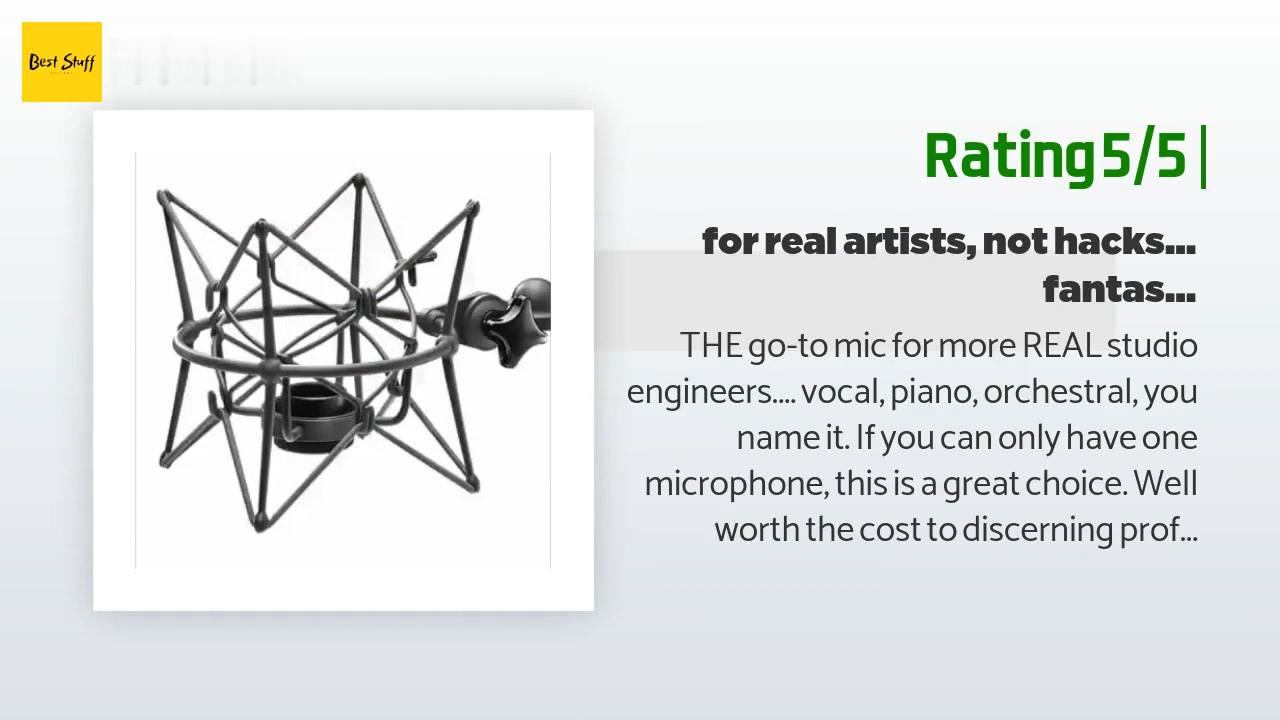 Best Stuff
Rating 5/5 |
for real artists, not hacks...
fantas...
THE go-to mic for more REAL studio
engineers.... vocal, piano, orchestral, you
name it. If you can only have one
microphone, this is a great choice. Well
worth the cost to discerning prof...